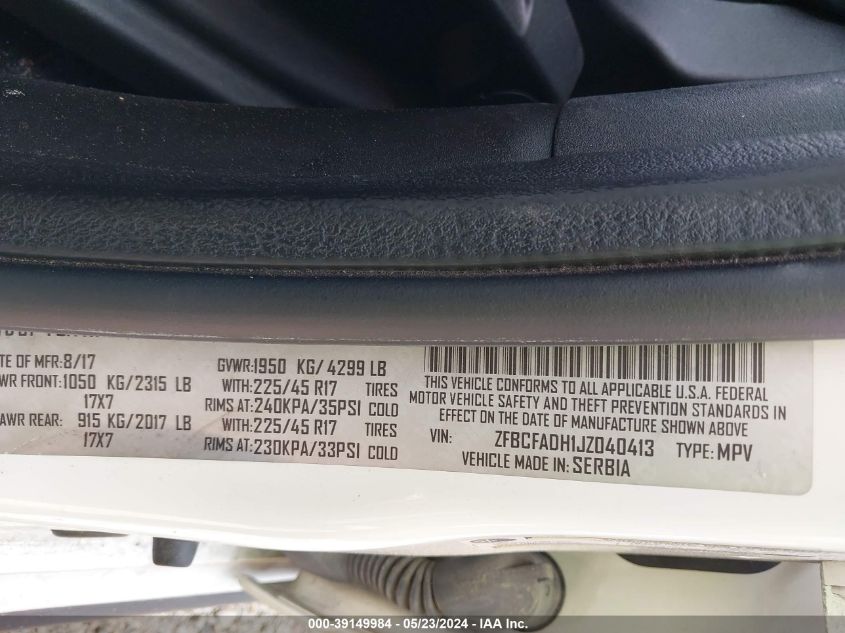 ATE OF MFR:8/17
WR FRONT:1050 KG/2315 LB
17X7
AWR REAR: 915 KG/2017 LB
17X7
GVWR:1950 KG/ 4299 LB
WITH:225/45 R17 TIRES
RIMS AT:240KPA/35PSI COLD
WITH:225/45 R17 TIRES
RIMS AT:230KPA/33PSI COLD
THIS VEHICLE CONFORMS TO ALL APPLICABLE U.S.A. FEDERAL
MOTOR VEHICLE SAFETY AND THEFT PREVENTION STANDARDS IN
EFFECT ON THE DATE OF MANUFACTURE SHOWN ABOVE
VIN: ZFBCFADH1JZ040413 TYPE: MPV
VEHICLE MADE IN: SERBIA
000-39149984 - 05/23/2024 - IAA Inc.